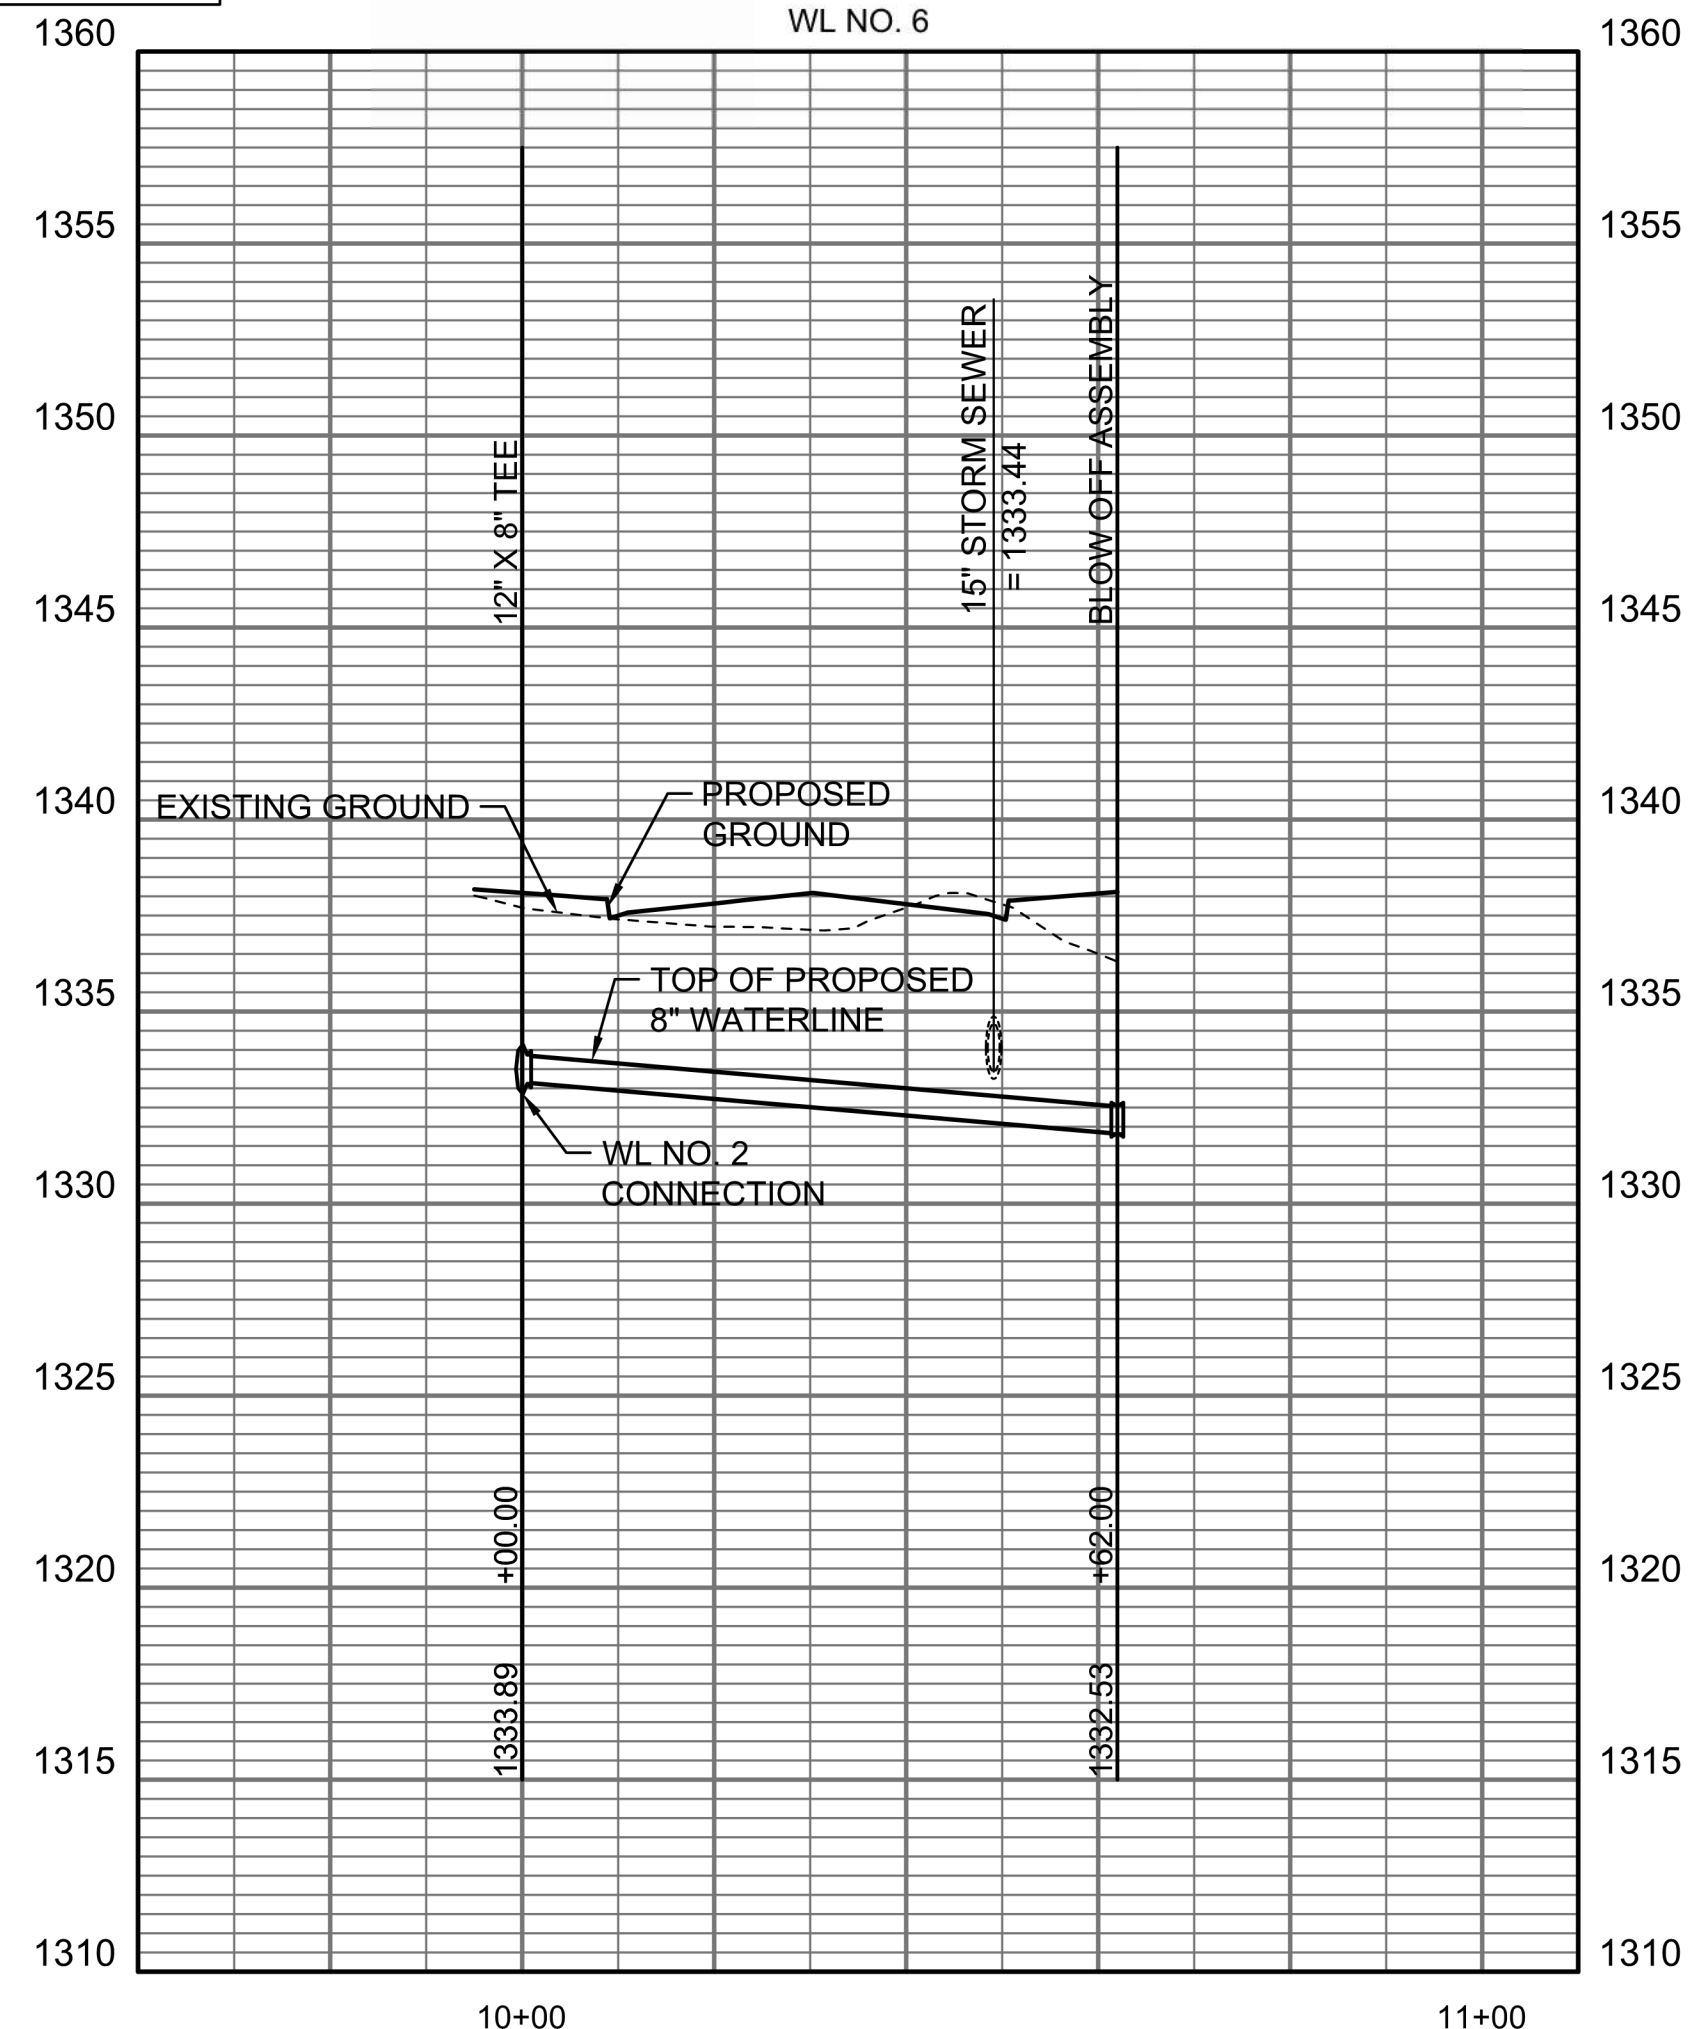 WL NO. 6
1360
1360
1355
1355
1350
1350
1345
1345
1340
1340
1335
1335
1330
1330
1325
1325
1320
1320
1315
1315
1310
1310
12" X 8" TEE
15" STORM SEWER
= 1333.44
BLOW OFF ASSEMBLY
EXISTING GROUND
PROPOSED
GROUND
TOP OF PROPOSED
8" WATERLINE
WL NO. 2
CONNECTION
+00.00
+62.00
1333.89
1332.53
10+00
11+00